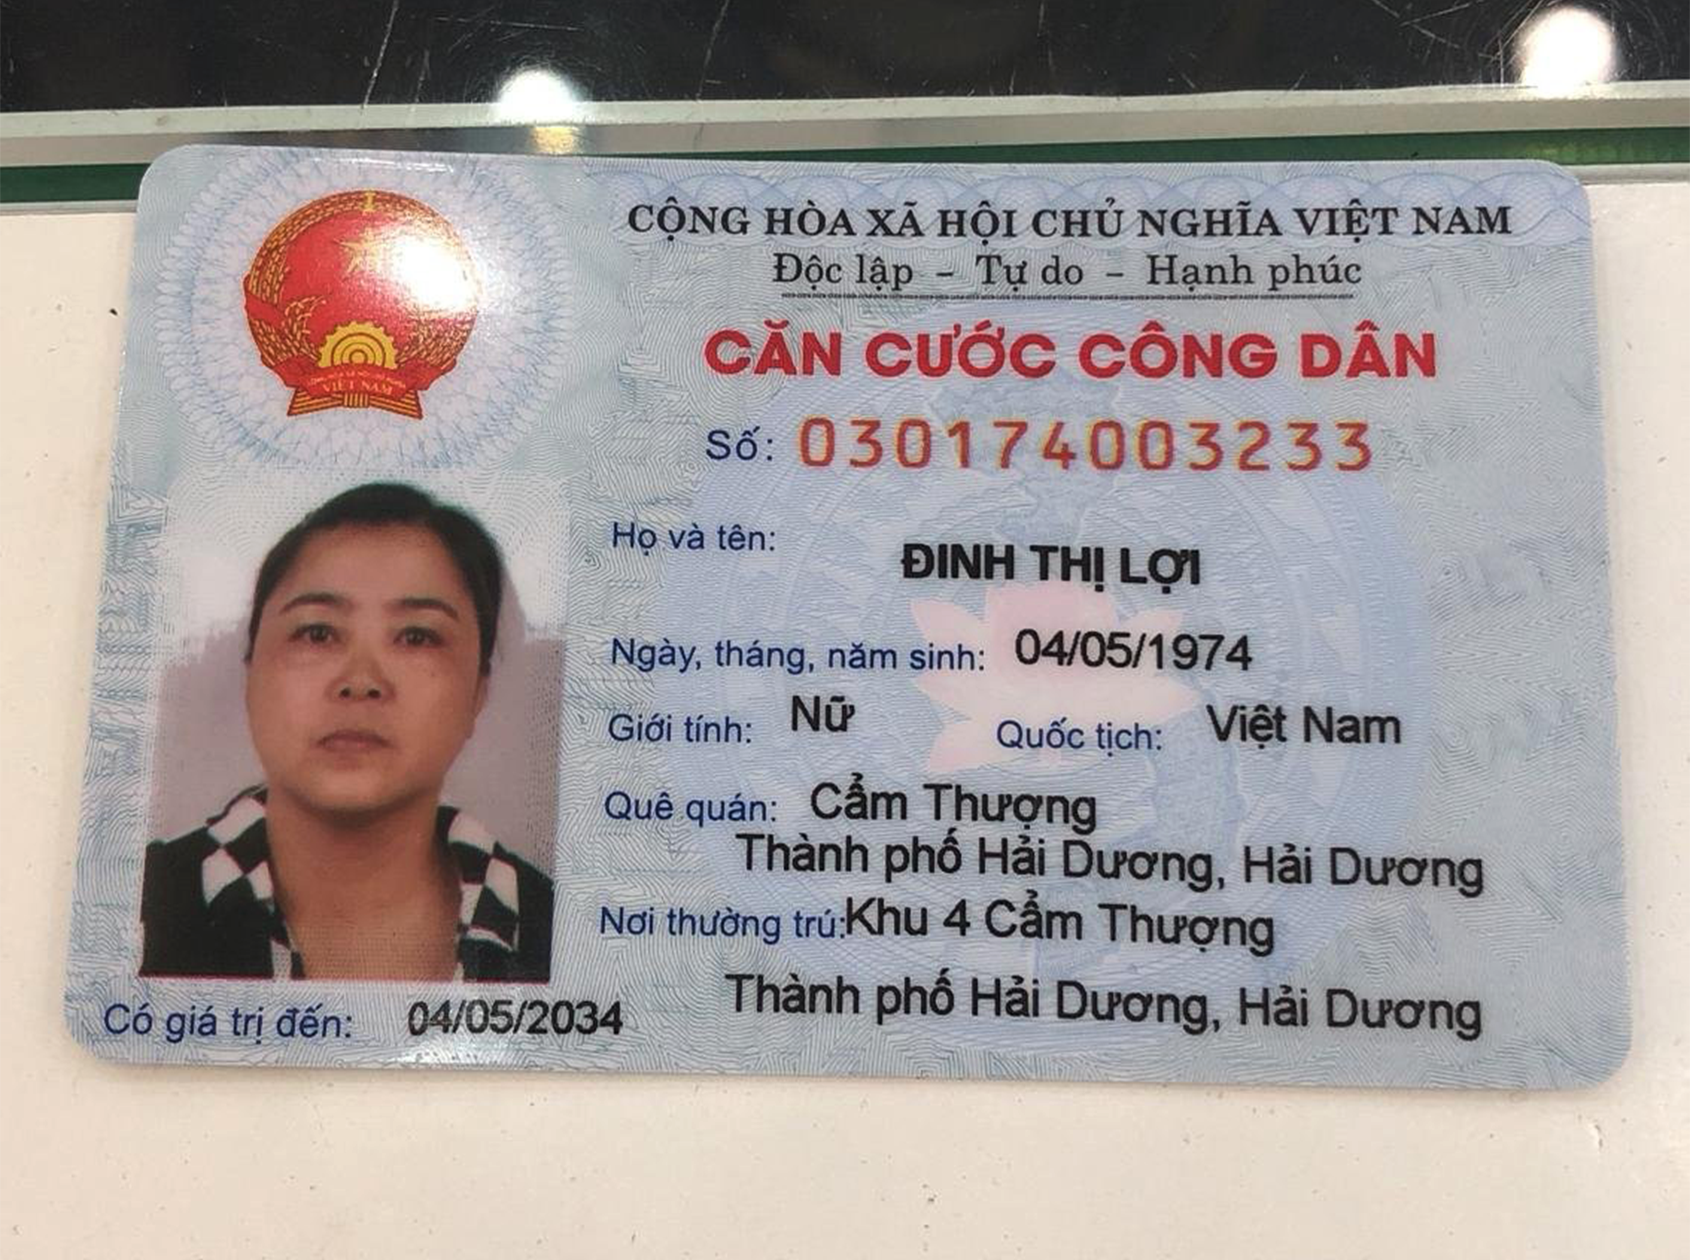 CỘNG HÒA XÃ HỘI CHỦ NGHĨA VIỆT NAM
Độc lập - Tự do - Hạnh phúc
CĂN CƯỚC CÔNG DÂN
Số: 030174003233
Họ và tên: ĐINH THỊ LỢI
Ngày, tháng, năm sinh: 04/05/1974
Giới tính: Nữ Quốc tịch: Việt Nam
Quê quán: Cẩm Thượng
Thành phố Hải Dương, Hải Dương
Nơi thường trú: Khu 4 Cẩm Thượng
Thành phố Hải Dương, Hải Dương
Có giá trị đến: 04/05/2034
VIỆT NAM